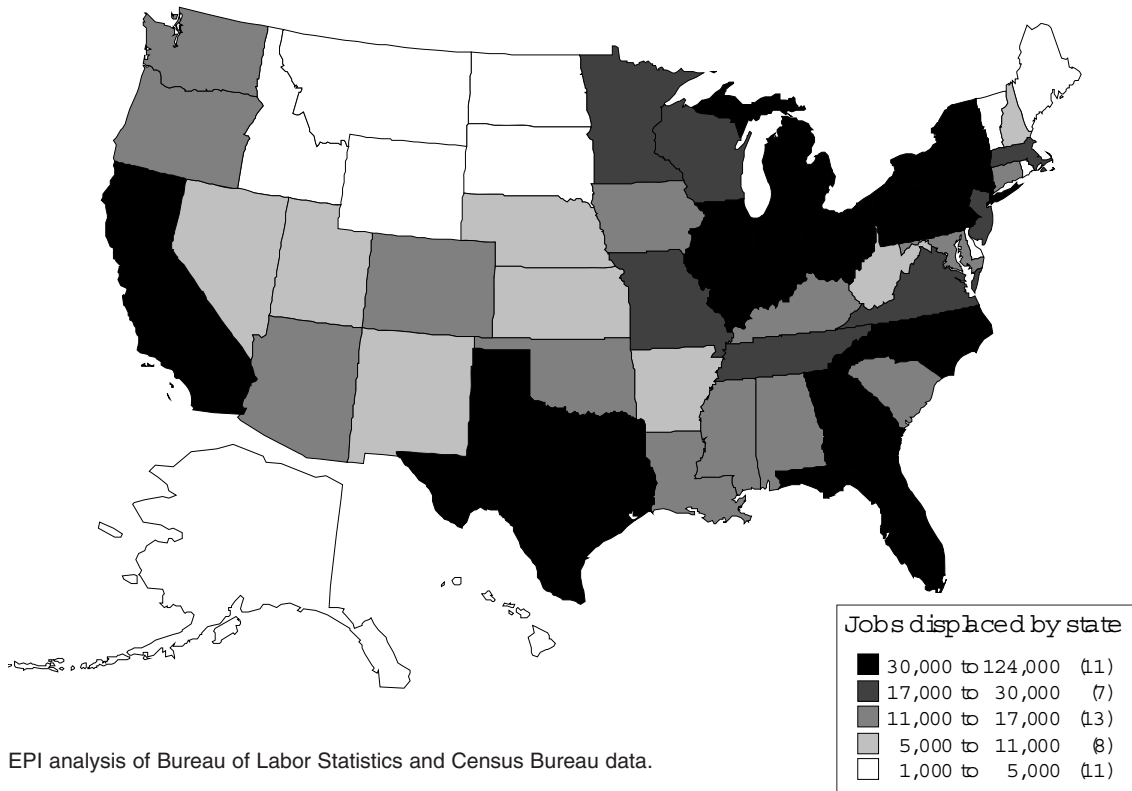 Jobs displaced by state
30,000 to 124,000 (11)
17,000 to 30,000 (7)
11,000 to 17,000 (13)
5,000 to 11,000 (8)
1,000 to 5,000 (11)
EPI analysis of Bureau of Labor Statistics and Census Bureau data.